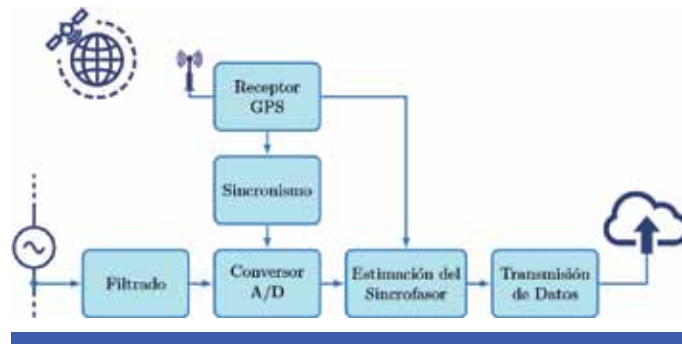 Receptor
GPS
Sincronismo
Filtrado
Conversor
A/D
Estimación del
Sincrofasor
Transmisión
de Datos